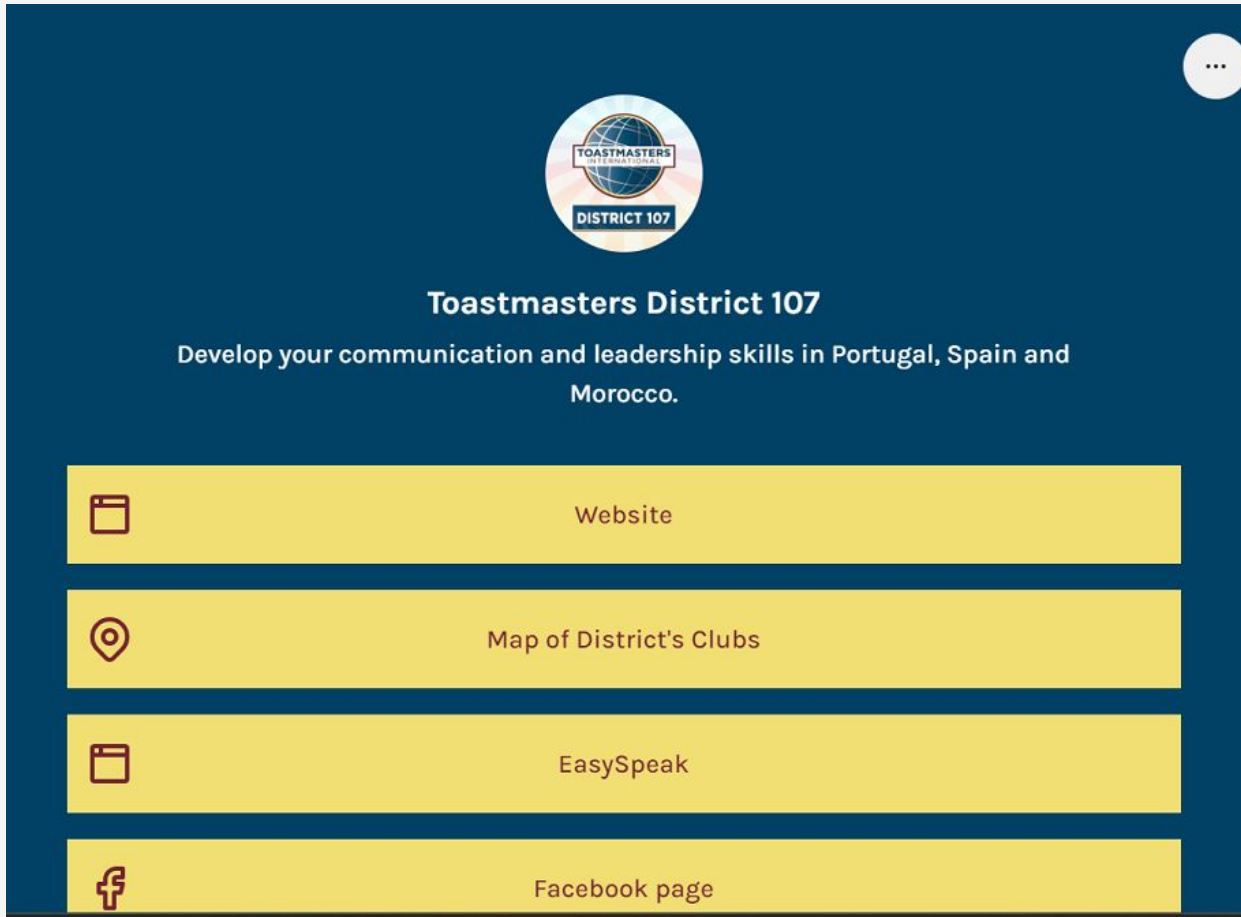 ...
TOASTMASTERS
INTERNATIONAL
DISTRICT 107
Toastmasters District 107
Develop your communication and leadership skills in Portugal, Spain and
Morocco.
Website
Map of District's Clubs
EasySpeak
Facebook page